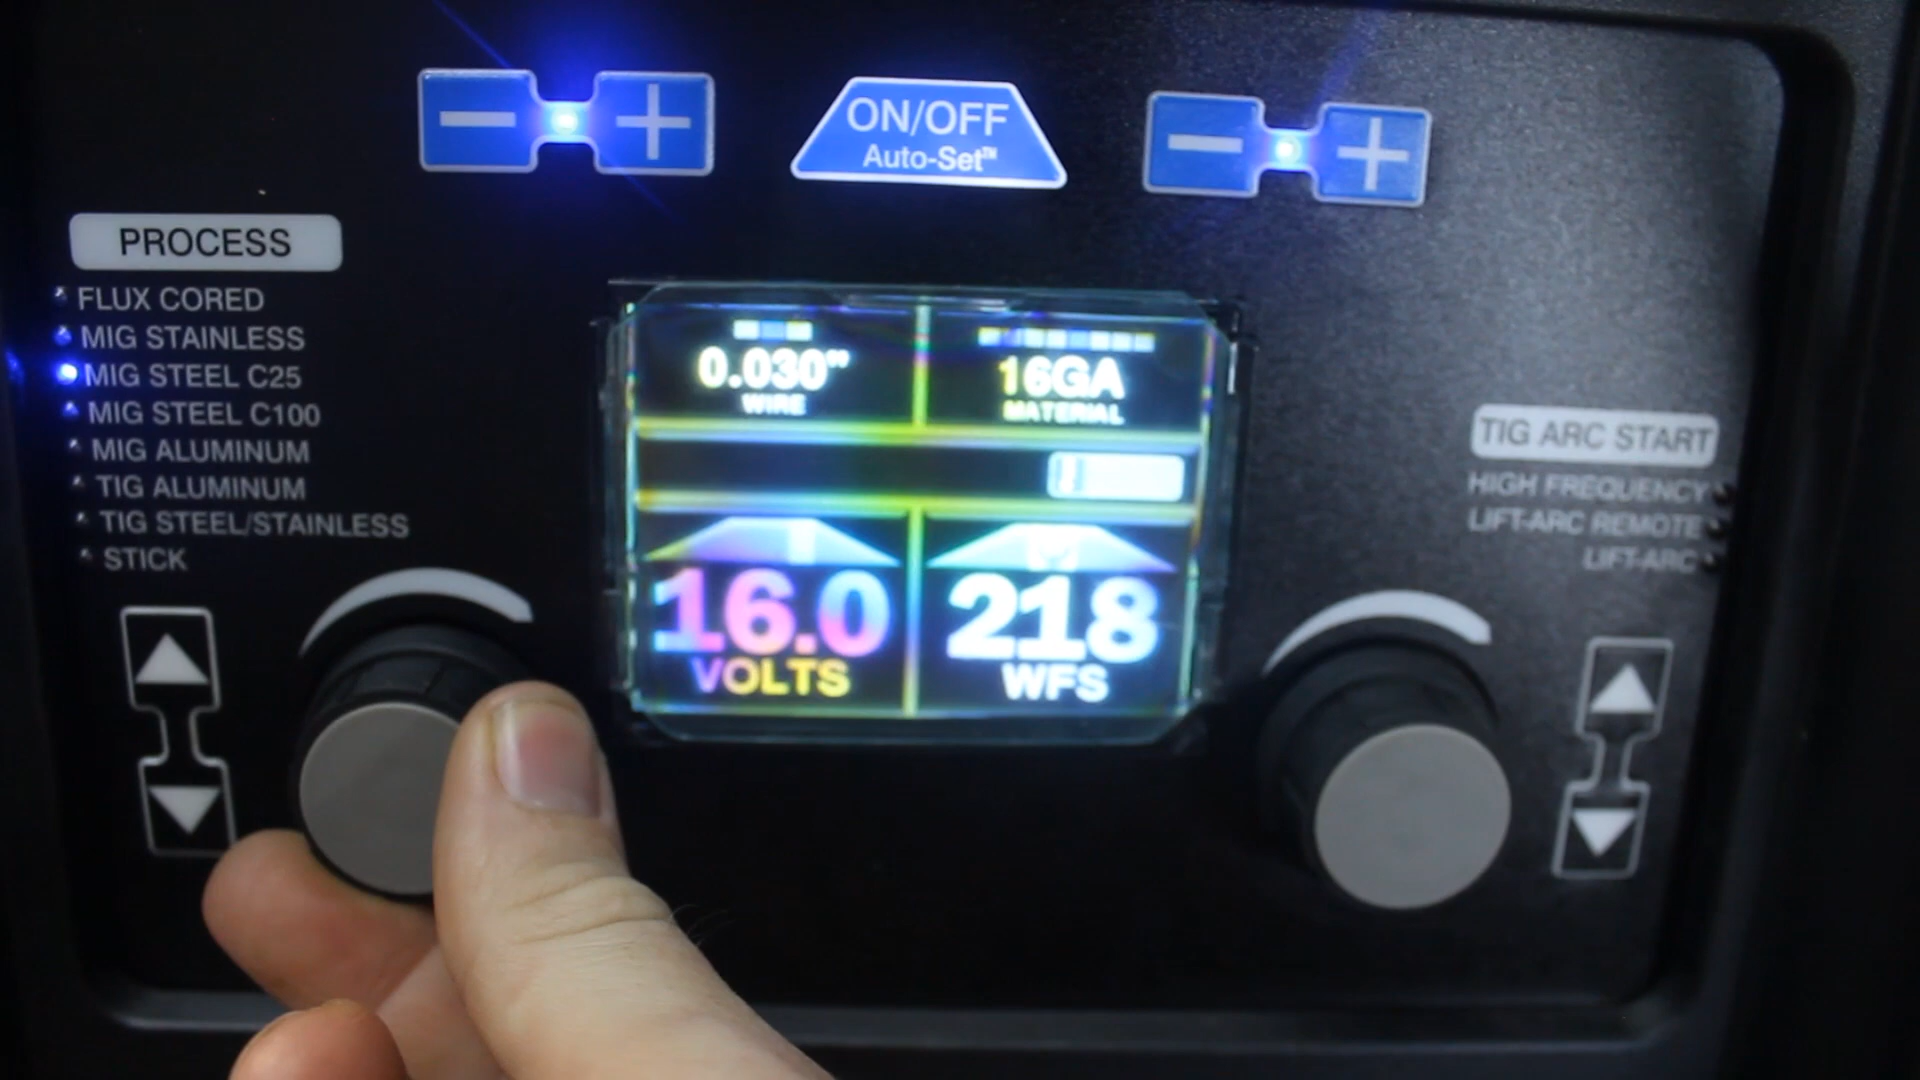 − +
ON/OFF
Auto-Set™
− +
PROCESS
FLUX CORED
MIG STAINLESS
MIG STEEL C25
MIG STEEL C100
MIG ALUMINUM
TIG ALUMINUM
TIG STEEL/STAINLESS
STICK
0.030"
WIRE
16GA
MATERIAL
16.0
VOLTS
218
WFS
TIG ARC START
HIGH FREQUENCY
LIFT-ARC REMOTE
LIFT-ARC